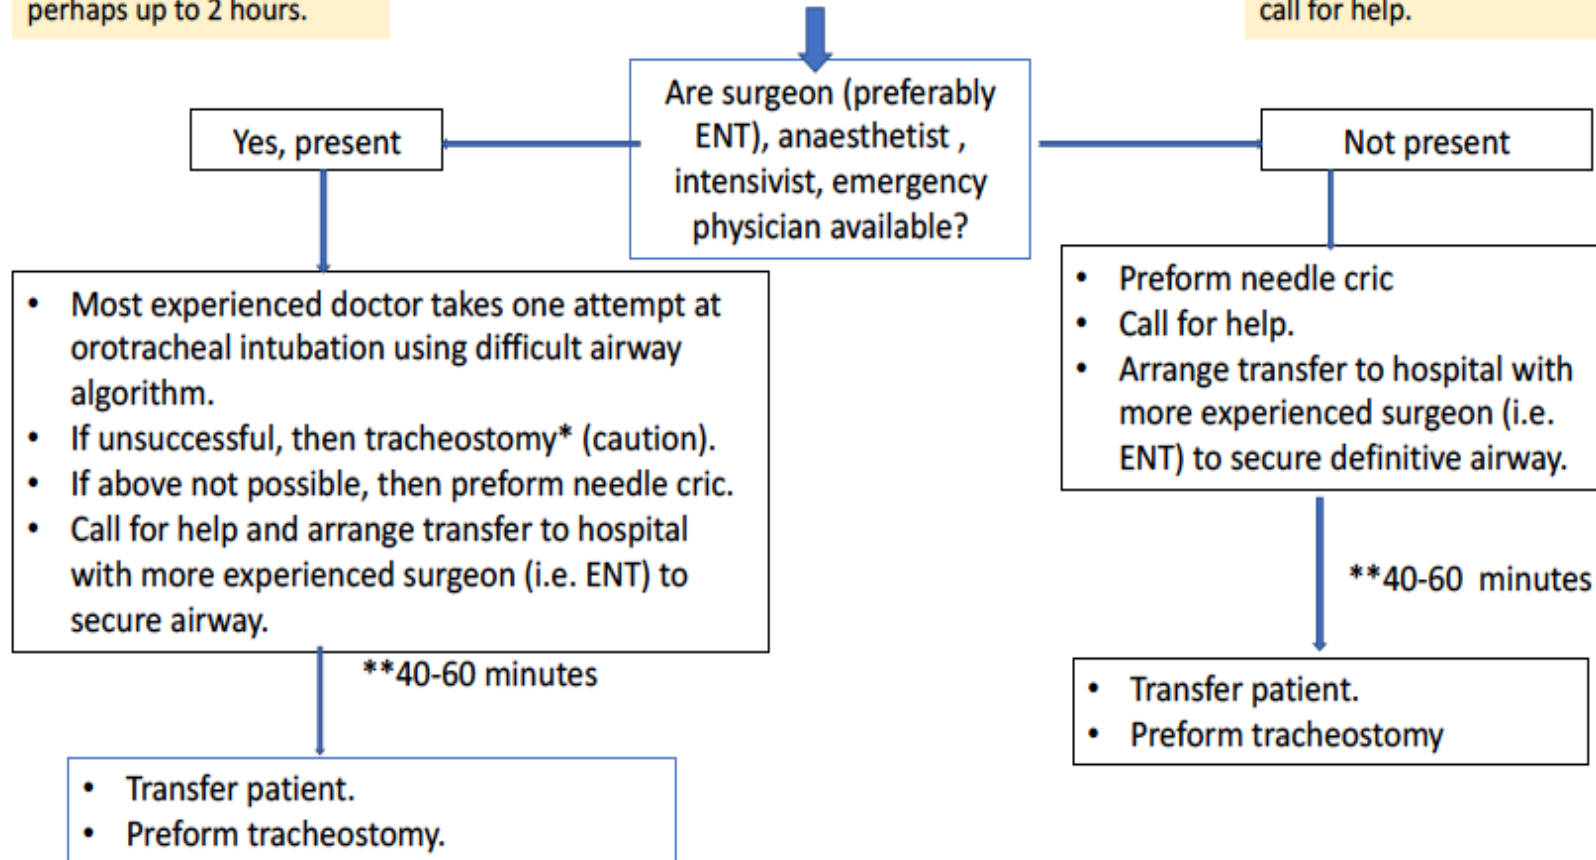 perhaps up to 2 hours.
call for help.
Are surgeon (preferably
ENT), anaesthetist ,
intensivist, emergency
physician available?
Yes, present
Not present
• Most experienced doctor takes one attempt at
orotracheal intubation using difficult airway
algorithm.
• If unsuccessful, then tracheostomy* (caution).
• If above not possible, then preform needle cric.
• Call for help and arrange transfer to hospital
with more experienced surgeon (i.e. ENT) to
secure airway.
**40-60 minutes
• Transfer patient.
• Preform tracheostomy.
• Preform needle cric
• Call for help.
• Arrange transfer to hospital with
more experienced surgeon (i.e.
ENT) to secure definitive airway.
**40-60 minutes
• Transfer patient.
• Preform tracheostomy